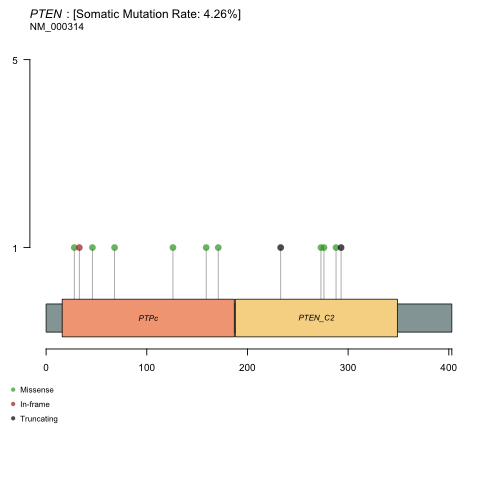 PTEN : [Somatic Mutation Rate: 4.26%]
NM_000314
5
1
PTPc PTEN_C2
0 100 200 300 400
Missense
In-frame
Truncating